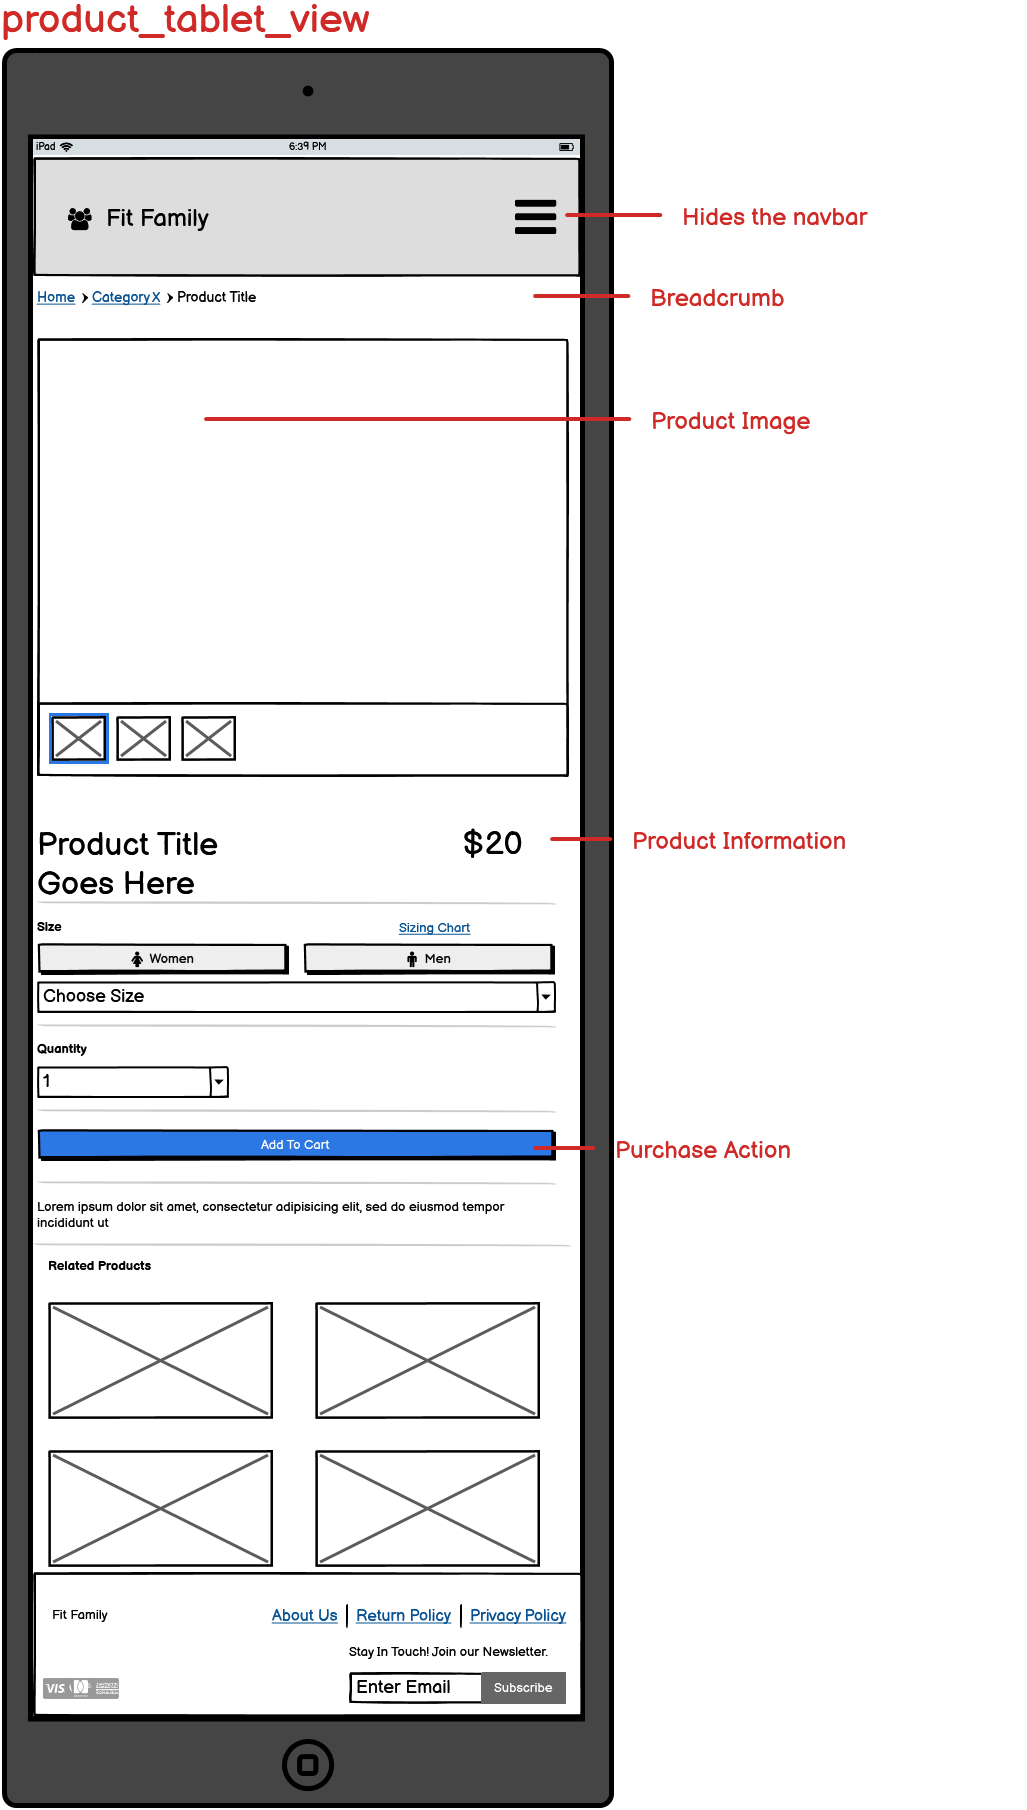 product_tablet_view
iPad
6:39 PM
Fit Family
Hides the navbar
Home
Category X
Product Title
Breadcrumb
Product Image
Product Title
Goes Here
$20
Product Information
Size
Sizing Chart
Women
Men
Choose Size
Quantity
1
Add To Cart
Purchase Action
Lorem ipsum dolor sit amet, consectetur adipisicing elit, sed do eiusmod tempor
incididunt ut
Related Products
Fit Family
About Us
Return Policy
Privacy Policy
Stay In Touch! Join our Newsletter.
VIS
Enter Email
Subscribe